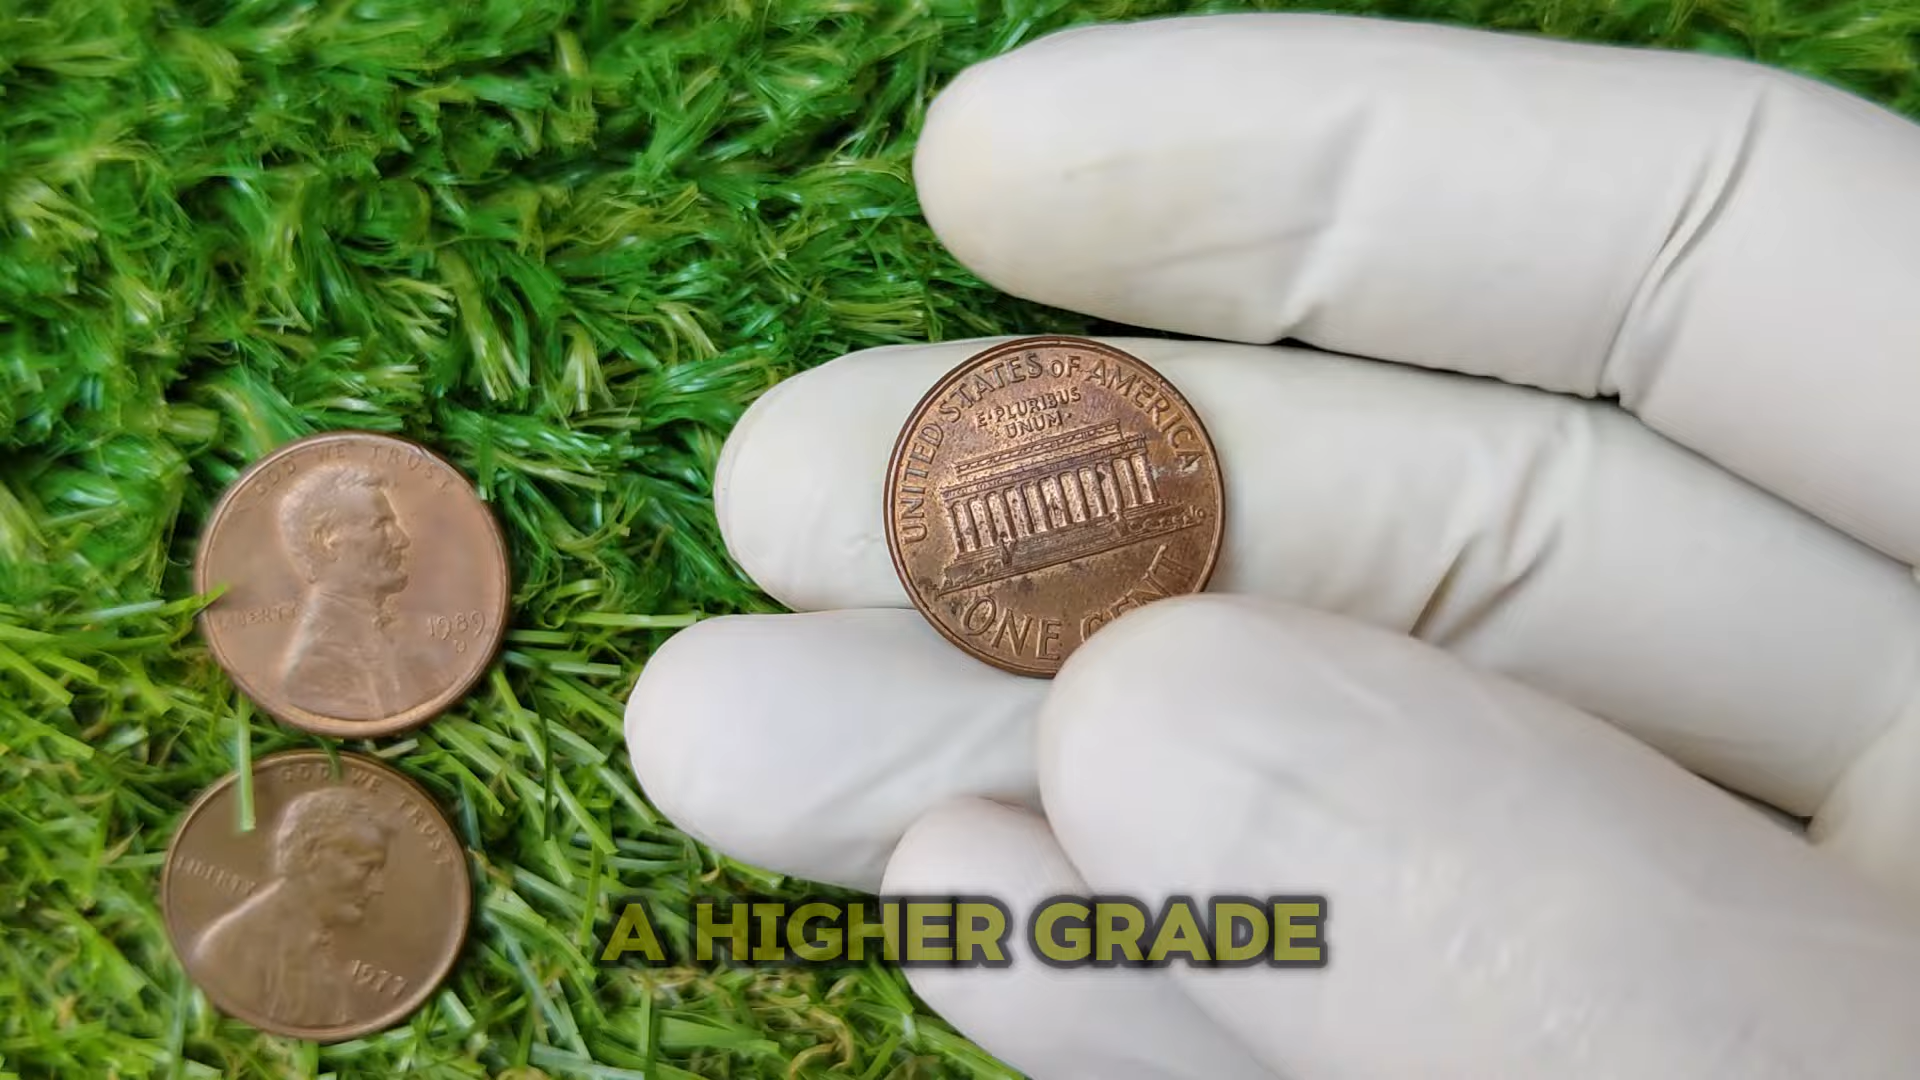 GOD WE TRUST
LIBERTY
1989
D
GOD WE TRUST
LIBERTY
1977
UNITED STATES OF AMERICA
E·PLURIBUS
UNUM·
ONE CENT
A HIGHER GRADE